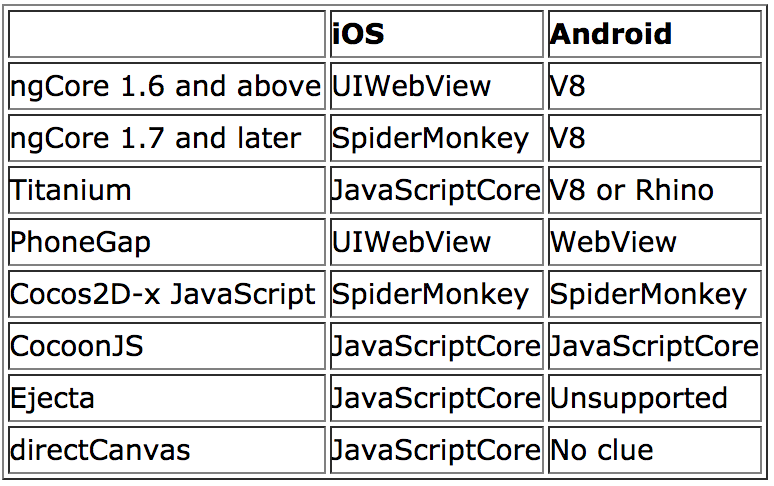 iOS Android
ngCore 1.6 and above UIWebView V8
ngCore 1.7 and later SpiderMonkey V8
Titanium JavaScriptCore V8 or Rhino
PhoneGap UIWebView WebView
Cocos2D-x JavaScript SpiderMonkey SpiderMonkey
CocoonJS JavaScriptCore JavaScriptCore
Ejecta JavaScriptCore Unsupported
directCanvas JavaScriptCore No clue